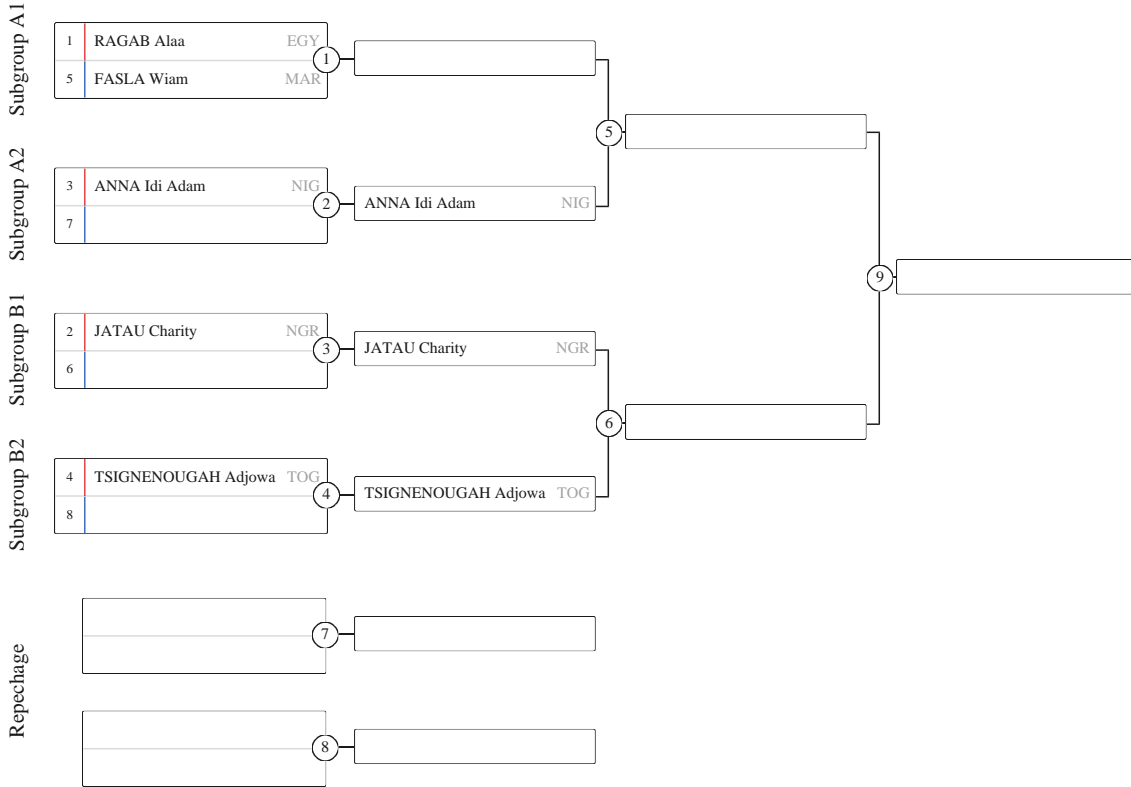 Subgroup A1
1 RAGAB Alaa EGY
5 FASLA Wiam MAR
1
5
Subgroup A2
3 ANNA Idi Adam NIG
7
2
ANNA Idi Adam NIG
9
Subgroup B1
2 JATAU Charity NGR
6
3
JATAU Charity NGR
6
Subgroup B2
4 TSIGNENOUGAH Adjowa TOG
8
4
TSIGNENOUGAH Adjowa TOG
Repechage
7
8